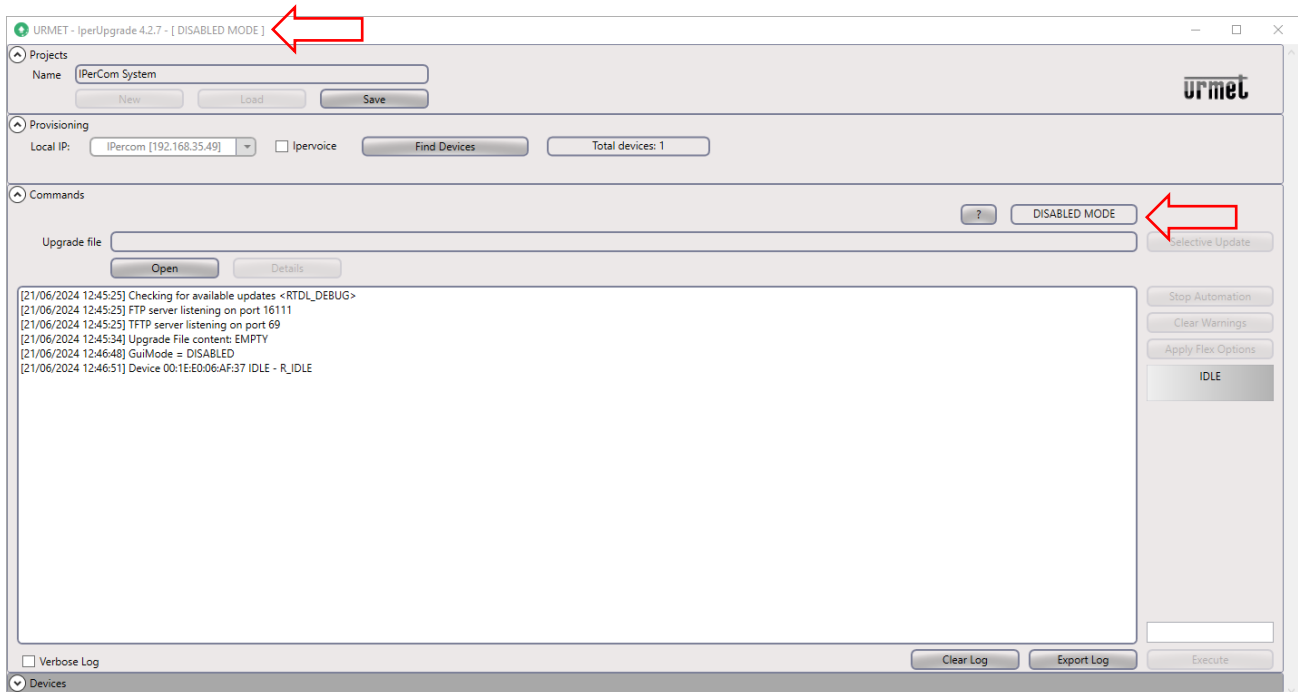 URMET - IperUpgrade 4.2.7 - [ DISABLED MODE ]
Projects
Name IPerCom System
urmet
New Load Save
Provisioning
Local IP: IPercom [192.168.35.49] Ipervoice Find Devices Total devices: 1
Commands
? DISABLED MODE
Upgrade file Selective Update
Open Details
[21/06/2024 12:45:25] Checking for available updates <RTDL_DEBUG>
[21/06/2024 12:45:25] FTP server listening on port 16111
[21/06/2024 12:45:25] TFTP server listening on port 69
[21/06/2024 12:45:34] Upgrade File content: EMPTY
[21/06/2024 12:46:48] GuiMode = DISABLED
[21/06/2024 12:46:51] Device 00:1E:E0:06:AF:37 IDLE - R_IDLE
Stop Automation
Clear Warnings
Apply Flex Options
IDLE
Verbose Log Clear Log Export Log Execute
Devices